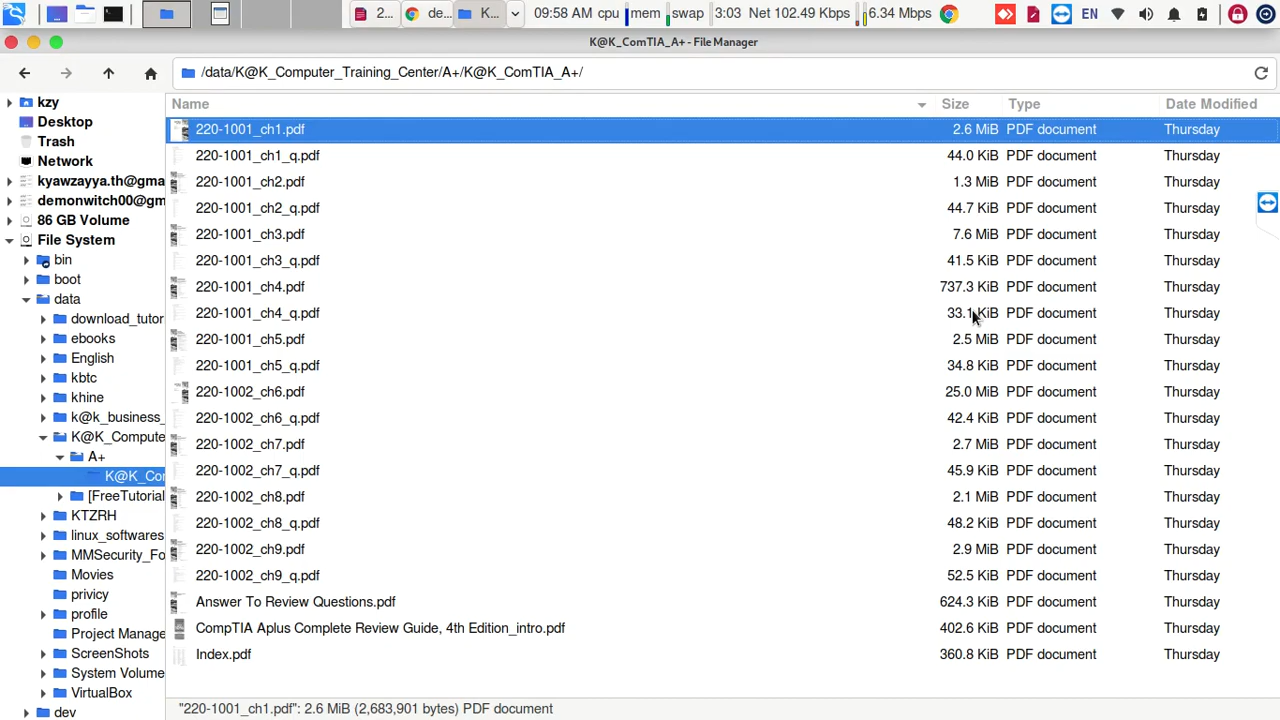 2...
de...
K...
09:58 AM cpu mem swap 3:03 Net 102.49 Kbps 6.34 Mbps EN
K@K_ComTIA_A+ - File Manager
/data/K@K_Computer_Training_Center/A+/K@K_ComTIA_A+/
Name Size Type Date Modified
kzy
Desktop
Trash
Network
kyawzayya.th@gma
demonwitch00@gm
86 GB Volume
File System
bin
boot
data
download_tutor
ebooks
English
kbtc
khine
k@k_business_
K@K_Compute
A+
K@K_Cor
[FreeTutorial
KTZRH
linux_softwares
MMSecurity_Fo
Movies
privicy
profile
Project Manage
ScreenShots
System Volume
VirtualBox
dev
220-1001_ch1.pdf 2.6 MiB PDF document Thursday
220-1001_ch1_q.pdf 44.0 KiB PDF document Thursday
220-1001_ch2.pdf 1.3 MiB PDF document Thursday
220-1001_ch2_q.pdf 44.7 KiB PDF document Thursday
220-1001_ch3.pdf 7.6 MiB PDF document Thursday
220-1001_ch3_q.pdf 41.5 KiB PDF document Thursday
220-1001_ch4.pdf 737.3 KiB PDF document Thursday
220-1001_ch4_q.pdf 33.1 KiB PDF document Thursday
220-1001_ch5.pdf 2.5 MiB PDF document Thursday
220-1001_ch5_q.pdf 34.8 KiB PDF document Thursday
220-1002_ch6.pdf 25.0 MiB PDF document Thursday
220-1002_ch6_q.pdf 42.4 KiB PDF document Thursday
220-1002_ch7.pdf 2.7 MiB PDF document Thursday
220-1002_ch7_q.pdf 45.9 KiB PDF document Thursday
220-1002_ch8.pdf 2.1 MiB PDF document Thursday
220-1002_ch8_q.pdf 48.2 KiB PDF document Thursday
220-1002_ch9.pdf 2.9 MiB PDF document Thursday
220-1002_ch9_q.pdf 52.5 KiB PDF document Thursday
Answer To Review Questions.pdf 624.3 KiB PDF document Thursday
CompTIA Aplus Complete Review Guide, 4th Edition_intro.pdf 402.6 KiB PDF document Thursday
Index.pdf 360.8 KiB PDF document Thursday
"220-1001_ch1.pdf": 2.6 MiB (2,683,901 bytes) PDF document